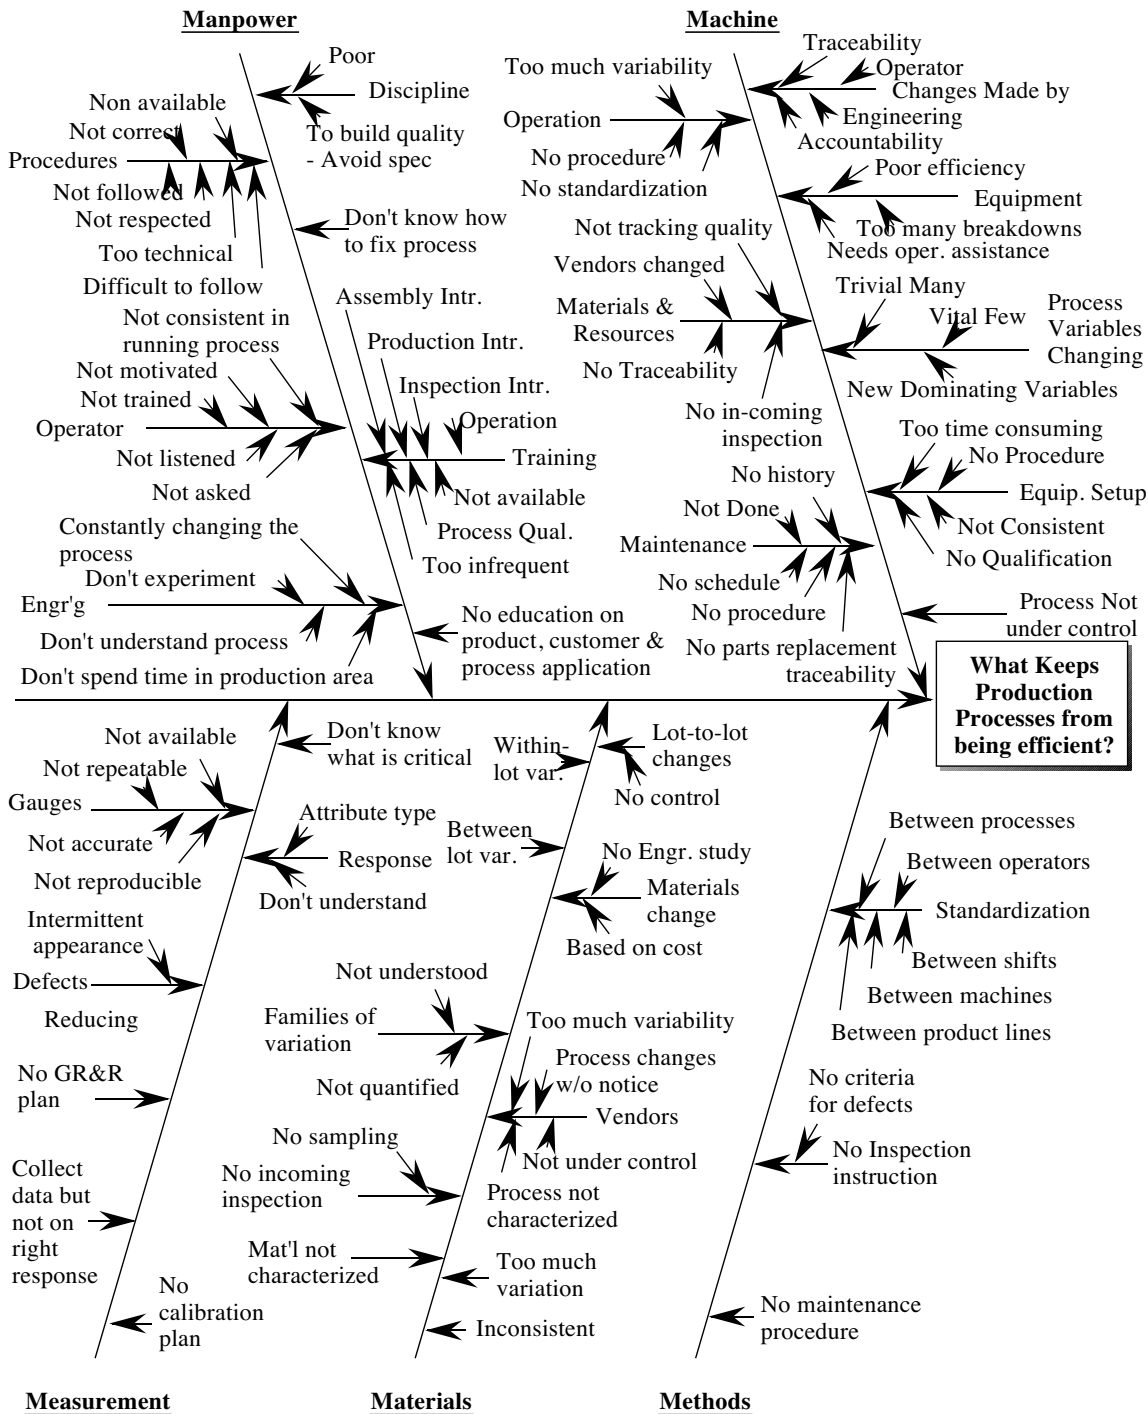 Manpower
Machine
Poor
Discipline
To build quality
- Avoid spec
Non available
Not correct
Procedures
Not followed
Not respected
Too technical
Difficult to follow
Don't know how
to fix process
Assembly Intr.
Production Intr.
Inspection Intr.
Operation
Training
Not available
Process Qual.
Too infrequent
Not consistent in
running process
Not motivated
Not trained
Operator
Not listened
Not asked
Constantly changing the
process
Don't experiment
Engr'g
Don't understand process
Don't spend time in production area
No education on
product, customer &
process application
Too much variability
Operation
No procedure
No standardization
Traceability
Operator
Changes Made by
Engineering
Accountability
Poor efficiency
Equipment
Too many breakdowns
Needs oper. assistance
Not tracking quality
Vendors changed
Materials &
Resources
No Traceability
No in-coming
inspection
Trivial Many
Vital Few
Process
Variables
Changing
New Dominating Variables
Too time consuming
No Procedure
Equip. Setup
Not Consistent
No Qualification
No history
Not Done
Maintenance
No schedule
No procedure
No parts replacement
traceability
Process Not
under control
What Keeps
Production
Processes from
being efficient?
Don't know
what is critical
Not available
Not repeatable
Gauges
Not accurate
Not reproducible
Attribute type
Response
Don't understand
Intermittent
appearance
Defects
Reducing
No GR&R
plan
Collect
data but
not on
right
response
No
calibration
plan
Within-
lot var.
Lot-to-lot
changes
No control
Between
lot var.
No Engr. study
Materials
change
Based on cost
Not understood
Families of
variation
Not quantified
Too much variability
Process changes
w/o notice
Vendors
Not under control
Process not
characterized
No sampling
No incoming
inspection
Mat'l not
characterized
Too much
variation
Inconsistent
Between processes
Between operators
Standardization
Between shifts
Between machines
Between product lines
No criteria
for defects
No Inspection
instruction
No maintenance
procedure
Measurement
Materials
Methods